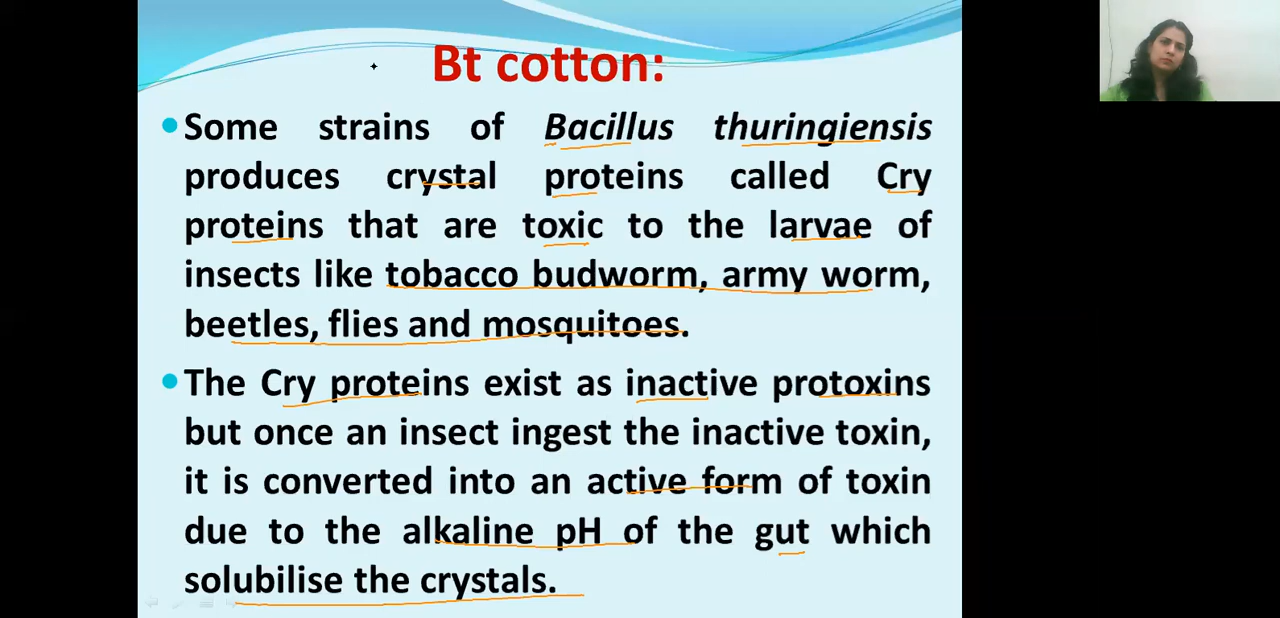 Bt cotton:
Some strains of Bacillus thuringiensis
produces crystal proteins called Cry
proteins that are toxic to the larvae of
insects like tobacco budworm, army worm,
beetles, flies and mosquitoes.
The Cry proteins exist as inactive protoxins
but once an insect ingest the inactive toxin,
it is converted into an active form of toxin
due to the alkaline pH of the gut which
solubilise the crystals.